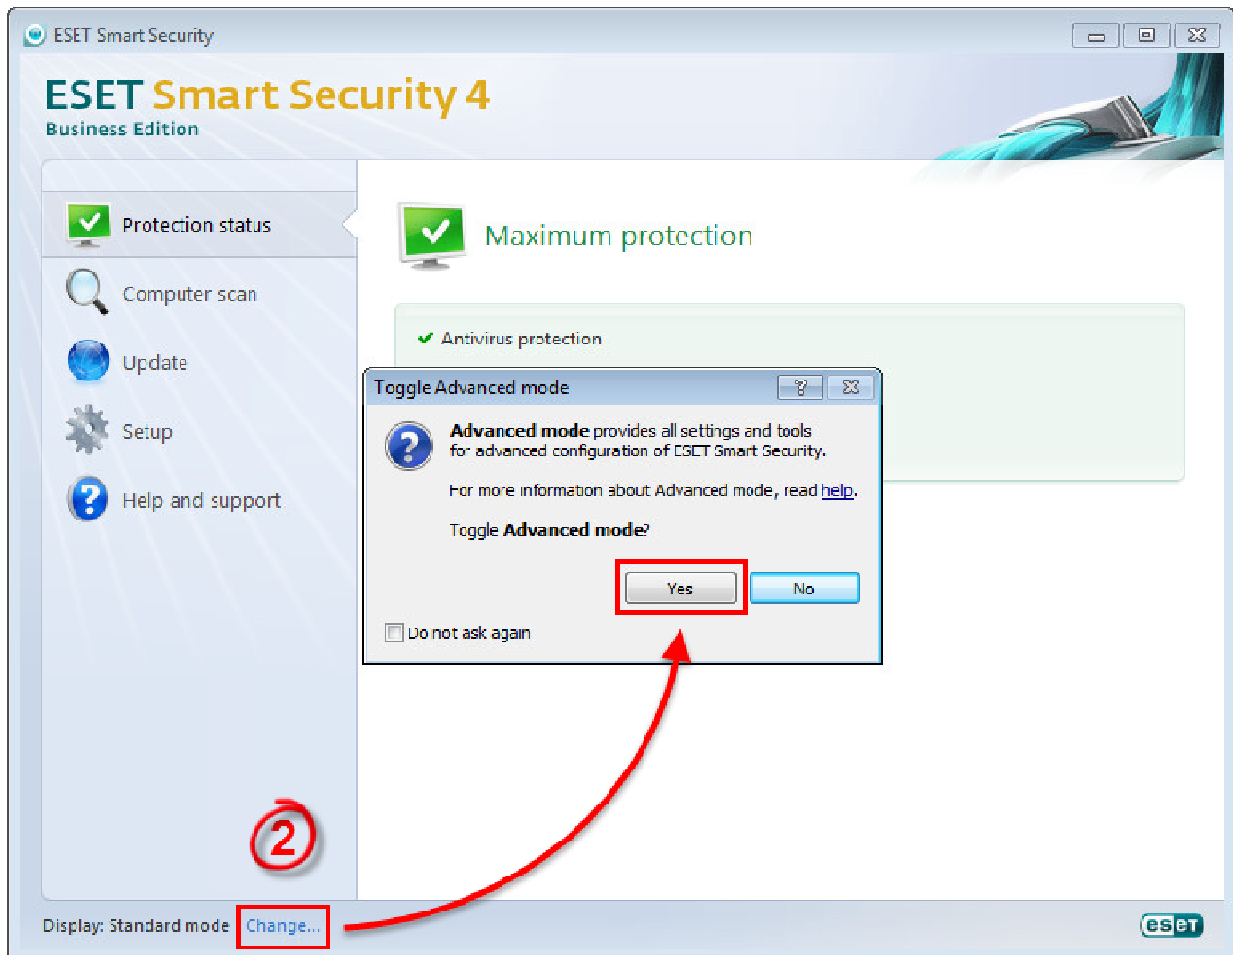 ESET Smart Security
ESET Smart Security 4
Business Edition
Protection status
Computer scan
Update
Setup
Help and support
Maximum protection
Antivirus protection
Toggle Advanced mode
Advanced mode provides all settings and tools
for advanced configuration of ESET Smart Security.
For more information about Advanced mode, read help.
Toggle Advanced mode?
Yes No
Do not ask again
2
Display: Standard mode Change...
eseT